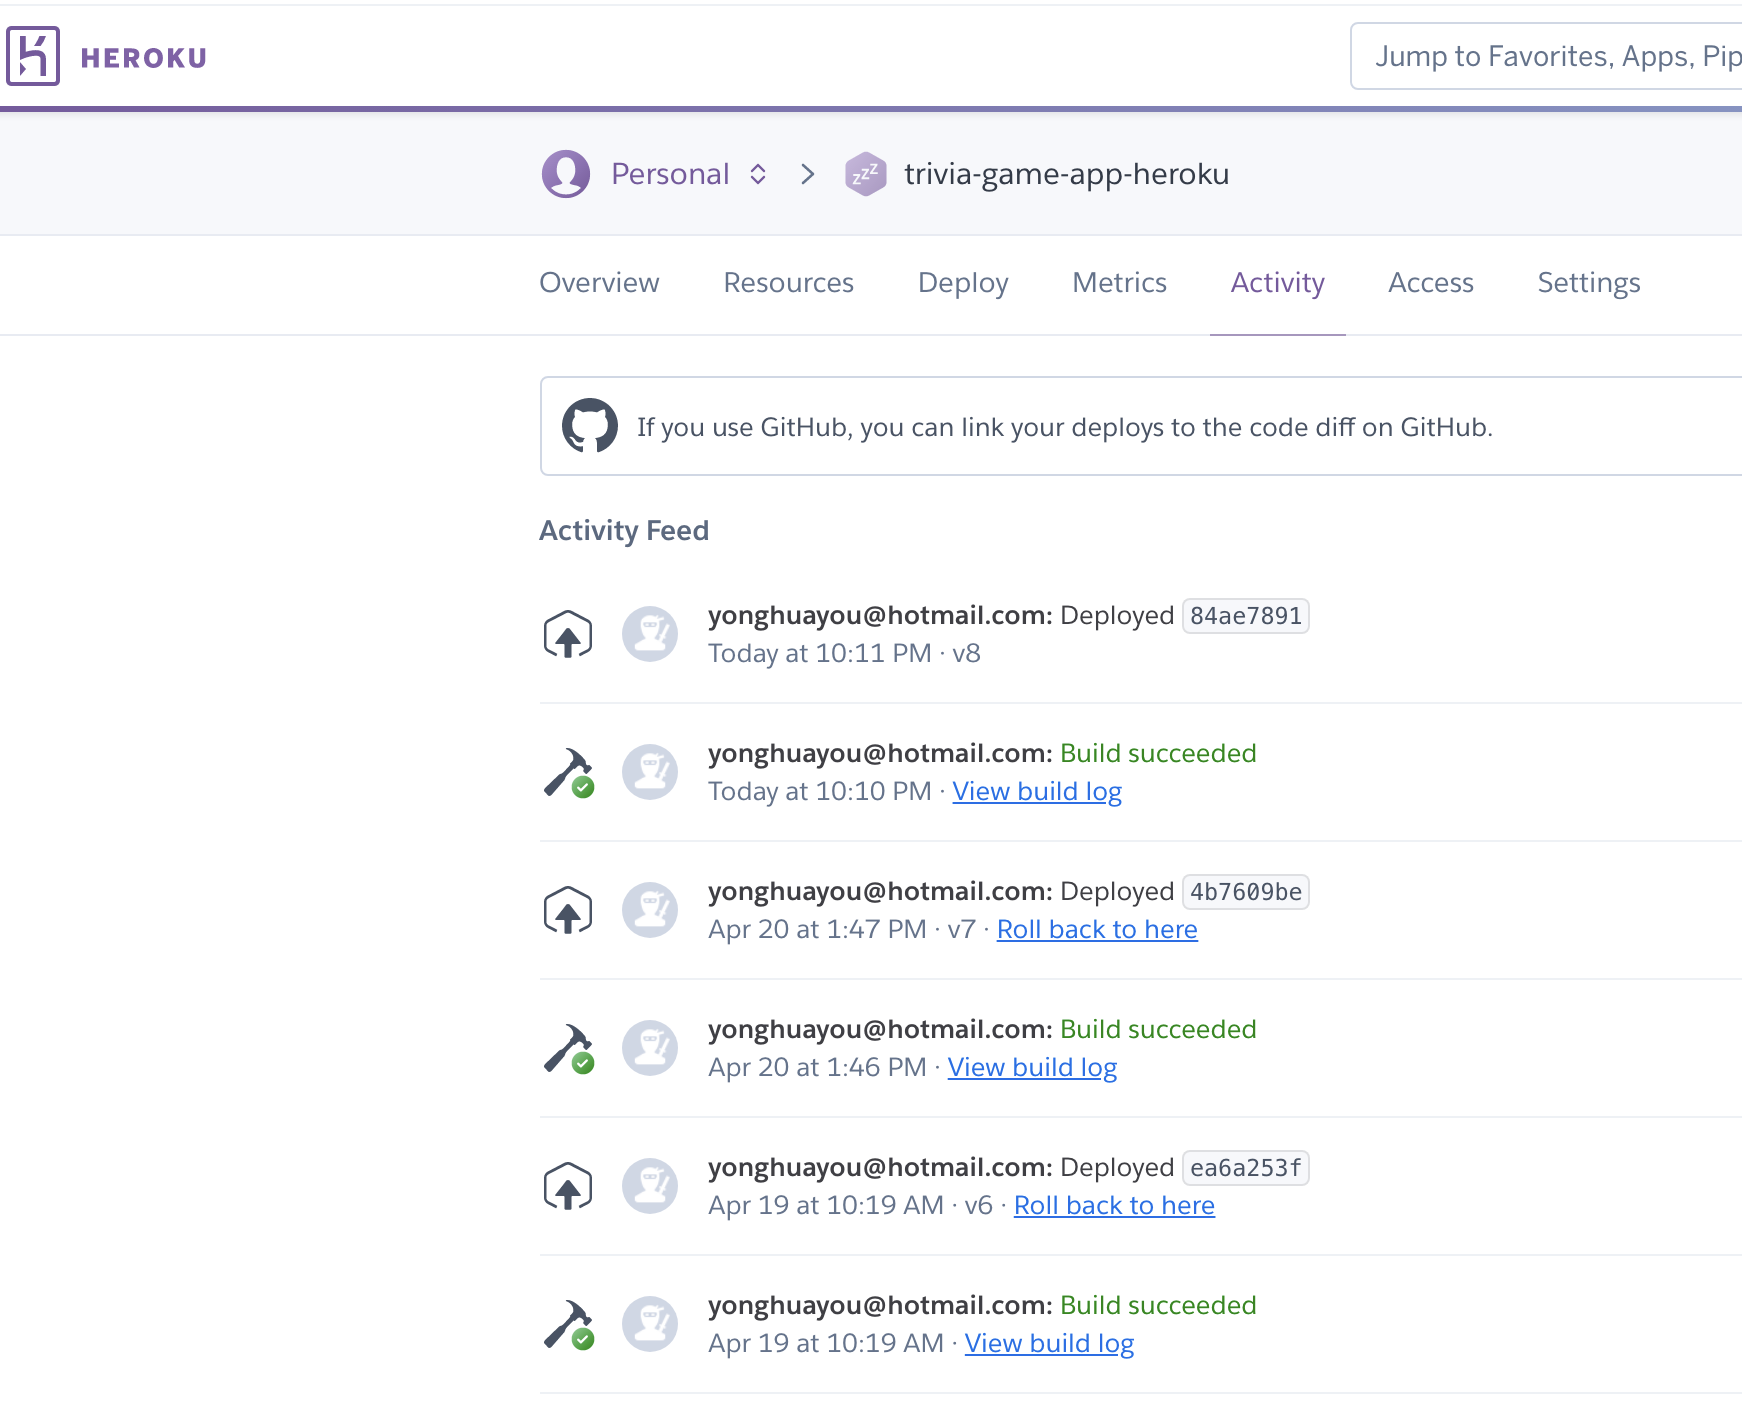 HEROKU
Jump to Favorites, Apps, Pip
Personal
zzz
trivia-game-app-heroku
Overview Resources Deploy Metrics Activity Access Settings
If you use GitHub, you can link your deploys to the code diff on GitHub.
Activity Feed
yonghuayou@hotmail.com: Deployed 84ae7891
Today at 10:11 PM · v8
yonghuayou@hotmail.com: Build succeeded
Today at 10:10 PM · View build log
yonghuayou@hotmail.com: Deployed 4b7609be
Apr 20 at 1:47 PM · v7 · Roll back to here
yonghuayou@hotmail.com: Build succeeded
Apr 20 at 1:46 PM · View build log
yonghuayou@hotmail.com: Deployed ea6a253f
Apr 19 at 10:19 AM · v6 · Roll back to here
yonghuayou@hotmail.com: Build succeeded
Apr 19 at 10:19 AM · View build log